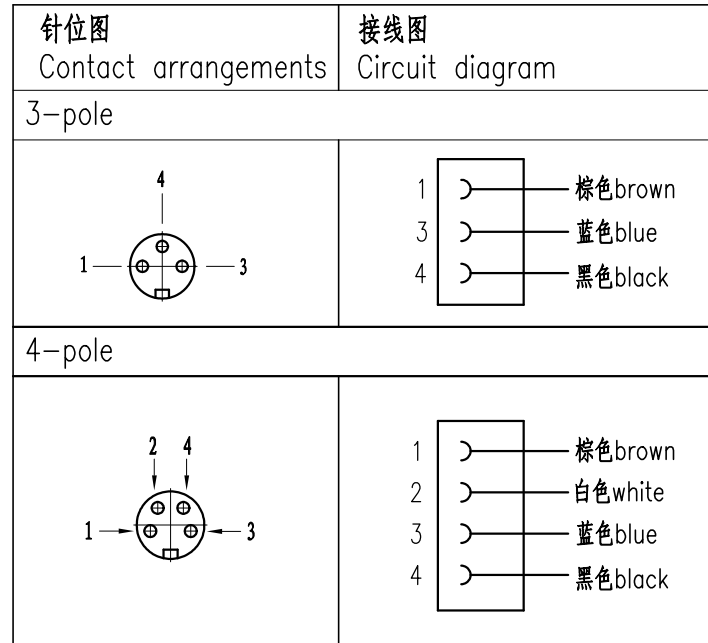 针位图
Contact arrangements
接线图
Circuit diagram
3-pole
4
1
3
1 棕色brown
3 蓝色blue
4 黑色black
4-pole
2 4
1
3
1 棕色brown
2 白色white
3 蓝色blue
4 黑色black